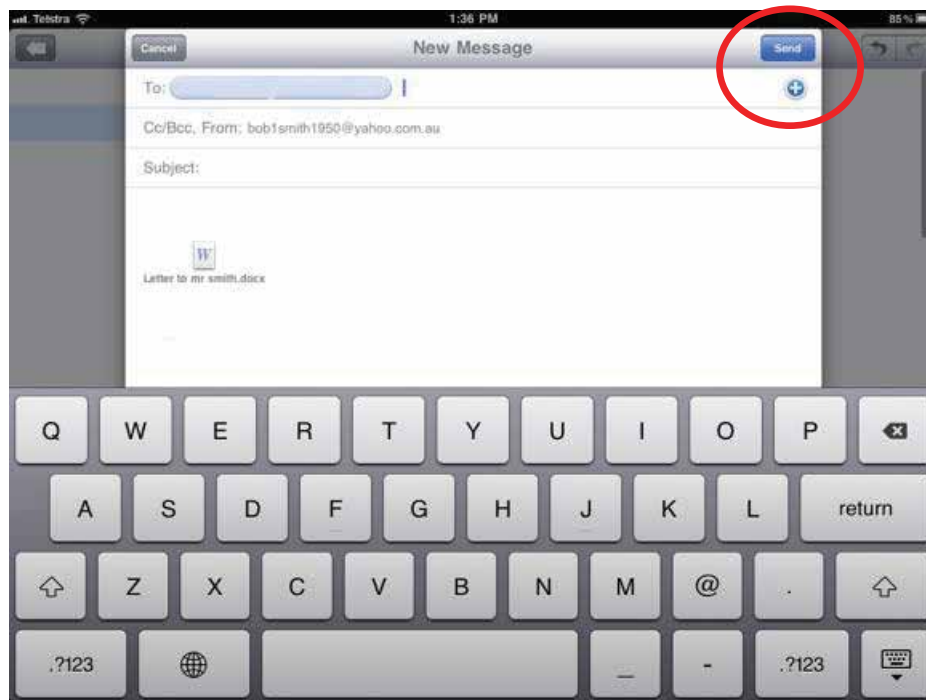 Telstra 1:36 PM 85%
Cancel New Message Send
To:
Cc/Bcc, From: bob1smith1950@yahoo.com.au
Subject:
W
Letter to mr smith.docx
Q W E R T Y U I O P
A S D F G H J K L return
Z X C V B N M @ .
.?123 _ - .?123